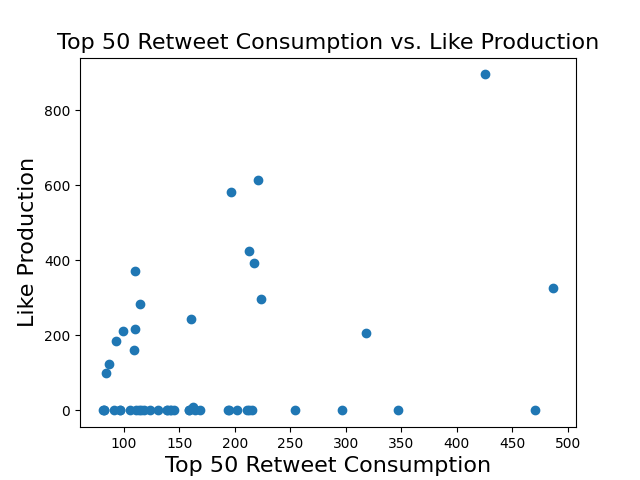 Top 50 Retweet Consumption vs. Like Production
Like Production
800
600
400
200
0
100 150 200 250 300 350 400 450 500
Top 50 Retweet Consumption